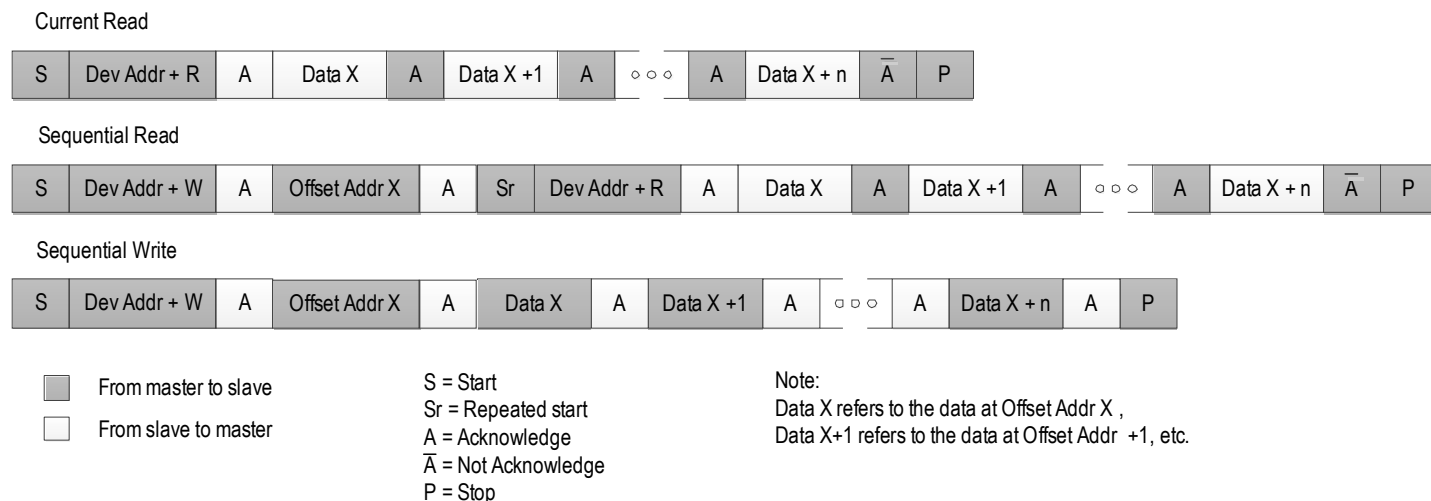 Current Read
S Dev Addr + R A Data X A Data X +1 A A Data X + n A̅ P
Sequential Read
S Dev Addr + W A Offset Addr X A Sr Dev Addr + R A Data X A Data X +1 A A Data X + n A̅ P
Sequential Write
S Dev Addr + W A Offset Addr X A Data X A Data X +1 A A Data X + n A P
From master to slave
From slave to master
S = Start
Sr = Repeated start
A = Acknowledge
A̅ = Not Acknowledge
P = Stop
Note:
Data X refers to the data at Offset Addr X ,
Data X+1 refers to the data at Offset Addr +1, etc.